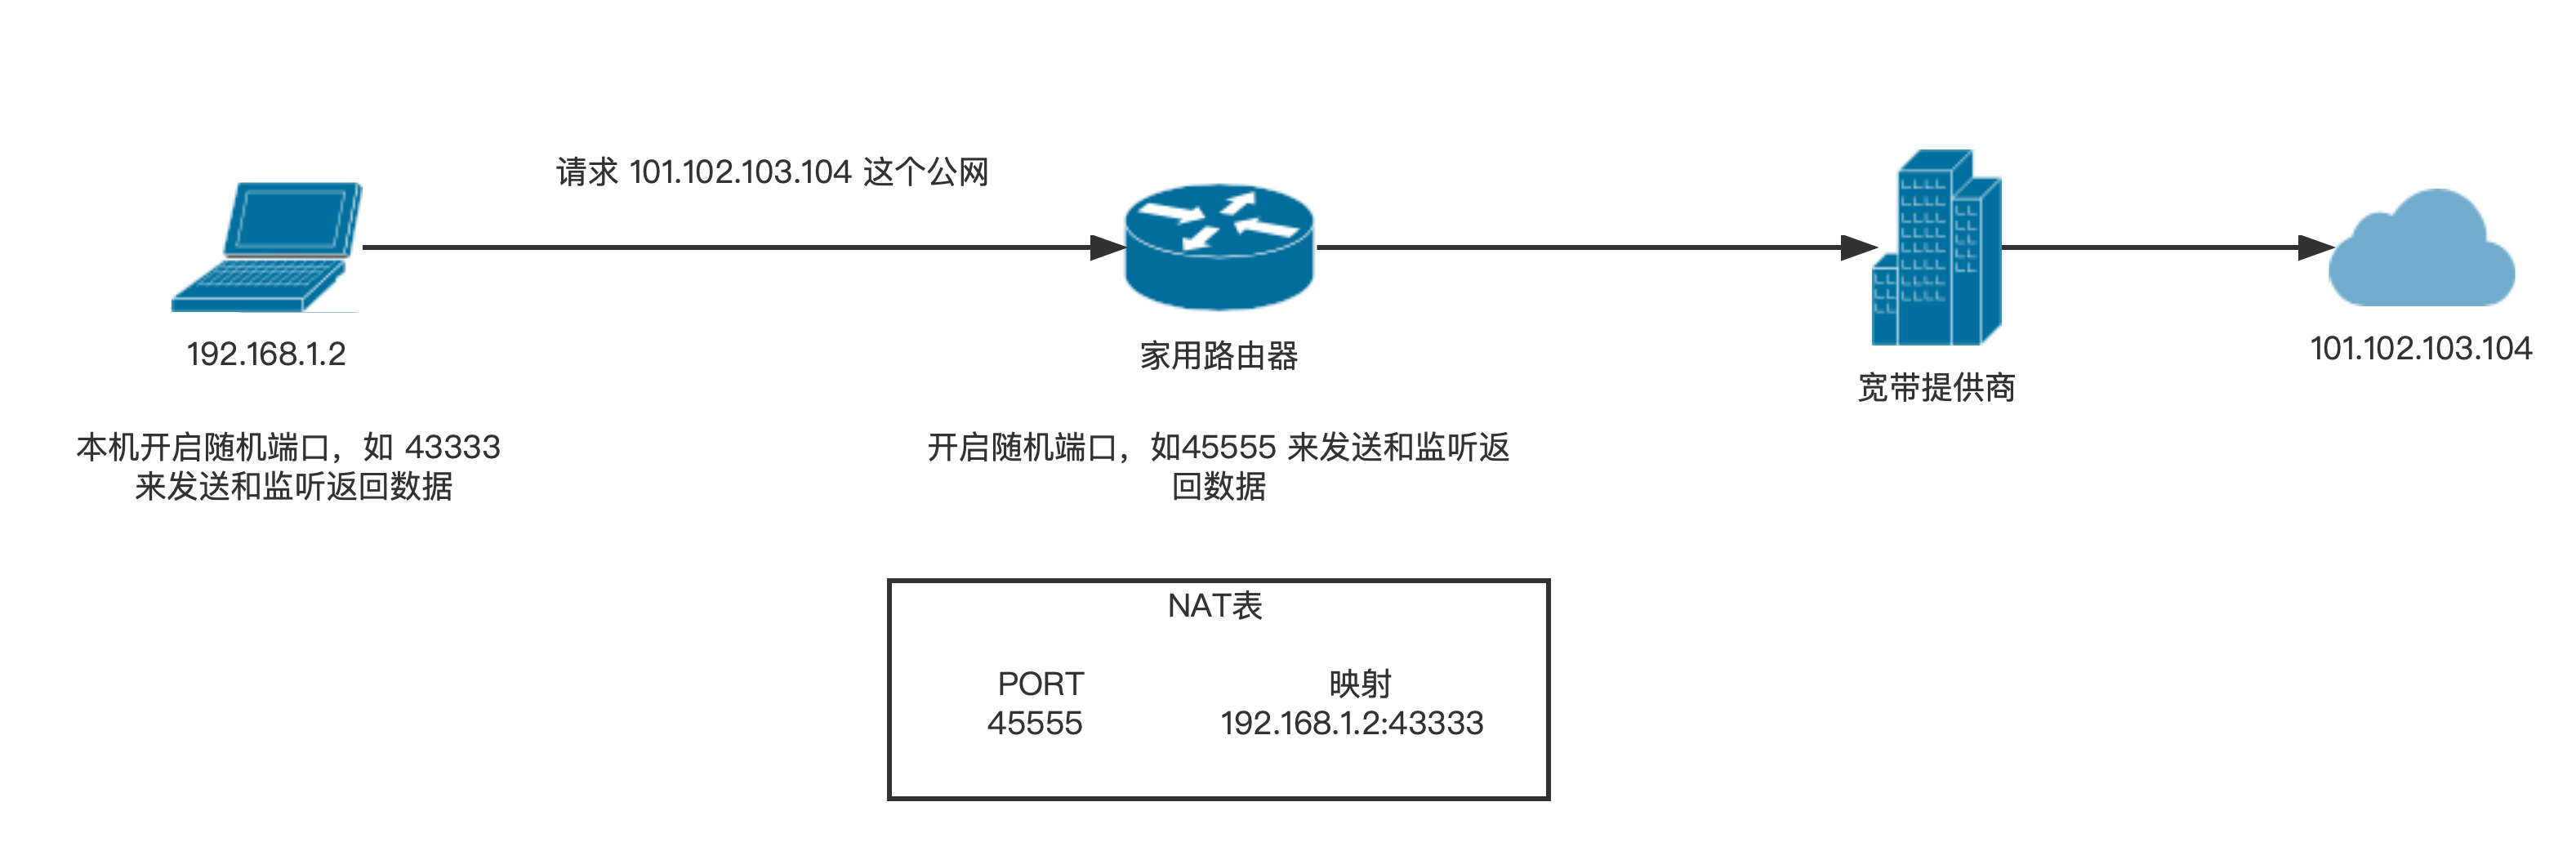 请求 101.102.103.104 这个公网
192.168.1.2
家用路由器
宽带提供商
101.102.103.104
本机开启随机端口，如 43333
来发送和监听返回数据
开启随机端口，如45555 来发送和监听返
回数据
NAT表
PORT 映射
45555 192.168.1.2:43333